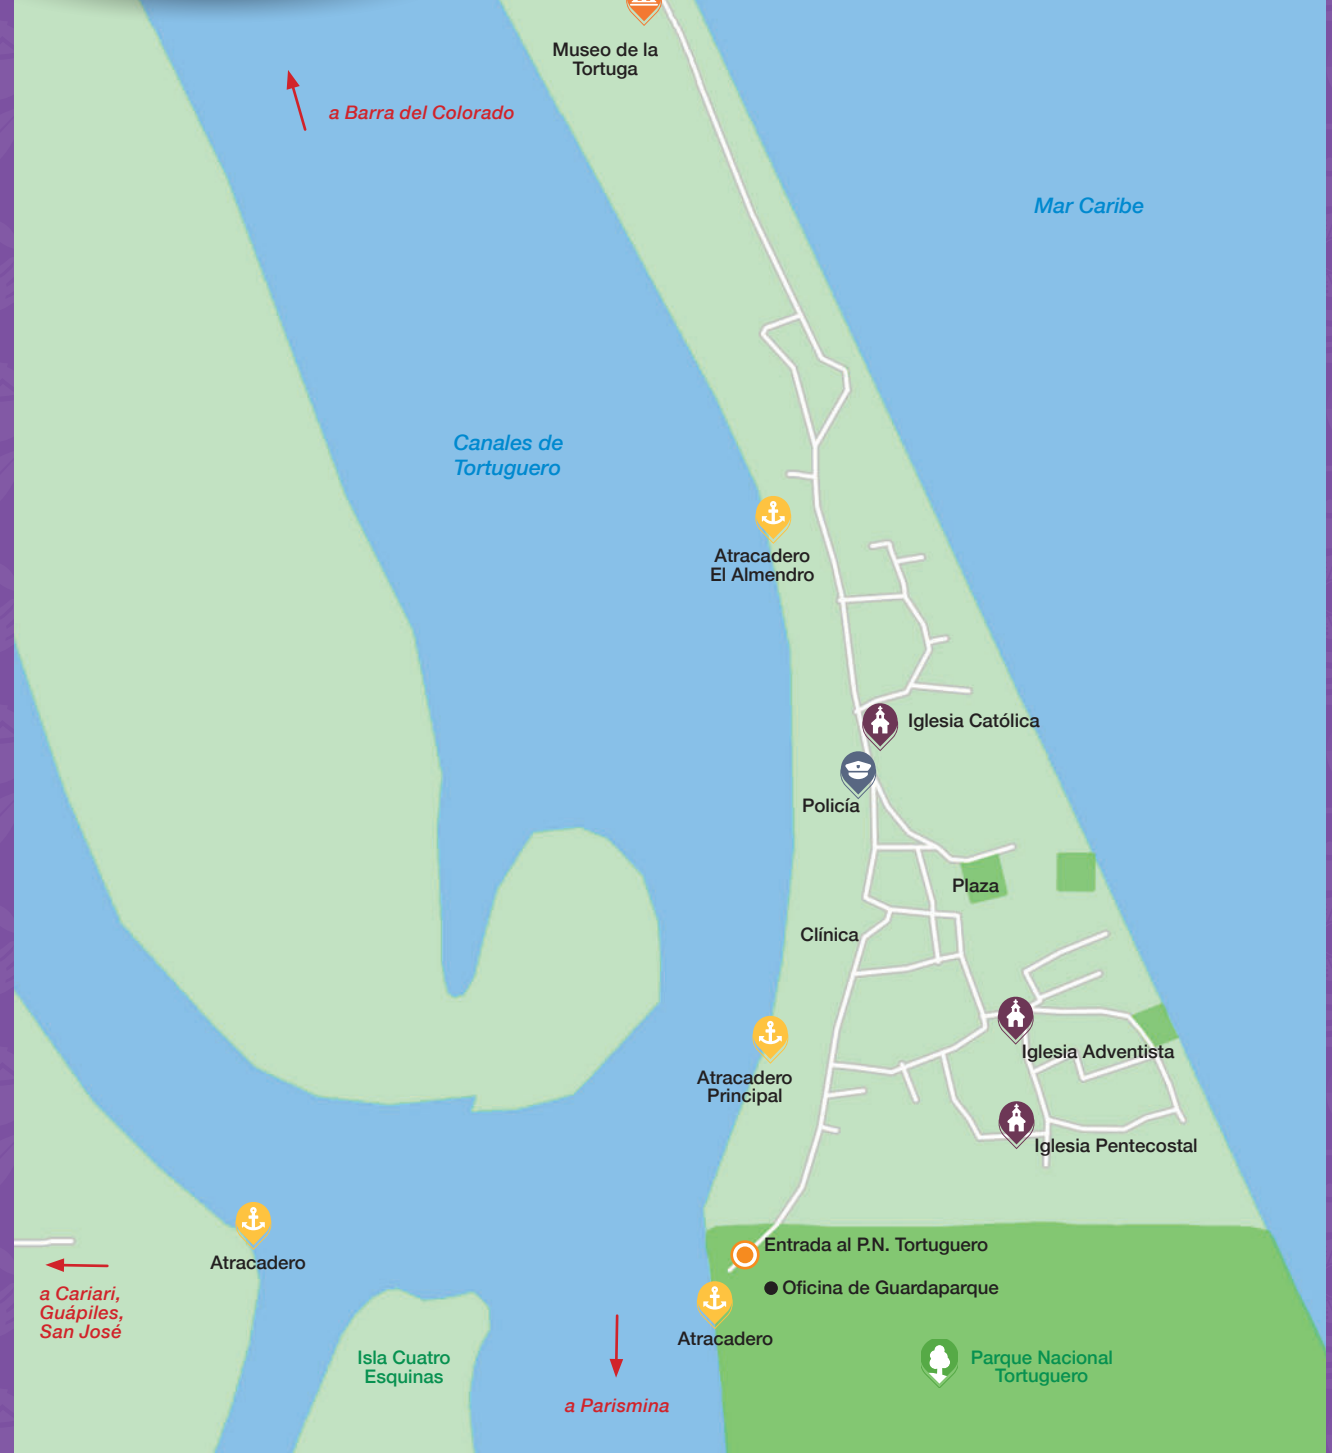 Museo de la
Tortuga
a Barra del Colorado
Mar Caribe
Canales de
Tortuguero
Atracadero
El Almendro
Iglesia Católica
Policía
Plaza
Clínica
Iglesia Adventista
Atracadero
Principal
Iglesia Pentecostal
Entrada al P.N. Tortuguero
Atracadero
Oficina de Guardaparque
a Cariari,
Guápiles,
San José
Atracadero
Isla Cuatro
Esquinas
Parque Nacional
Tortuguero
a Parismina